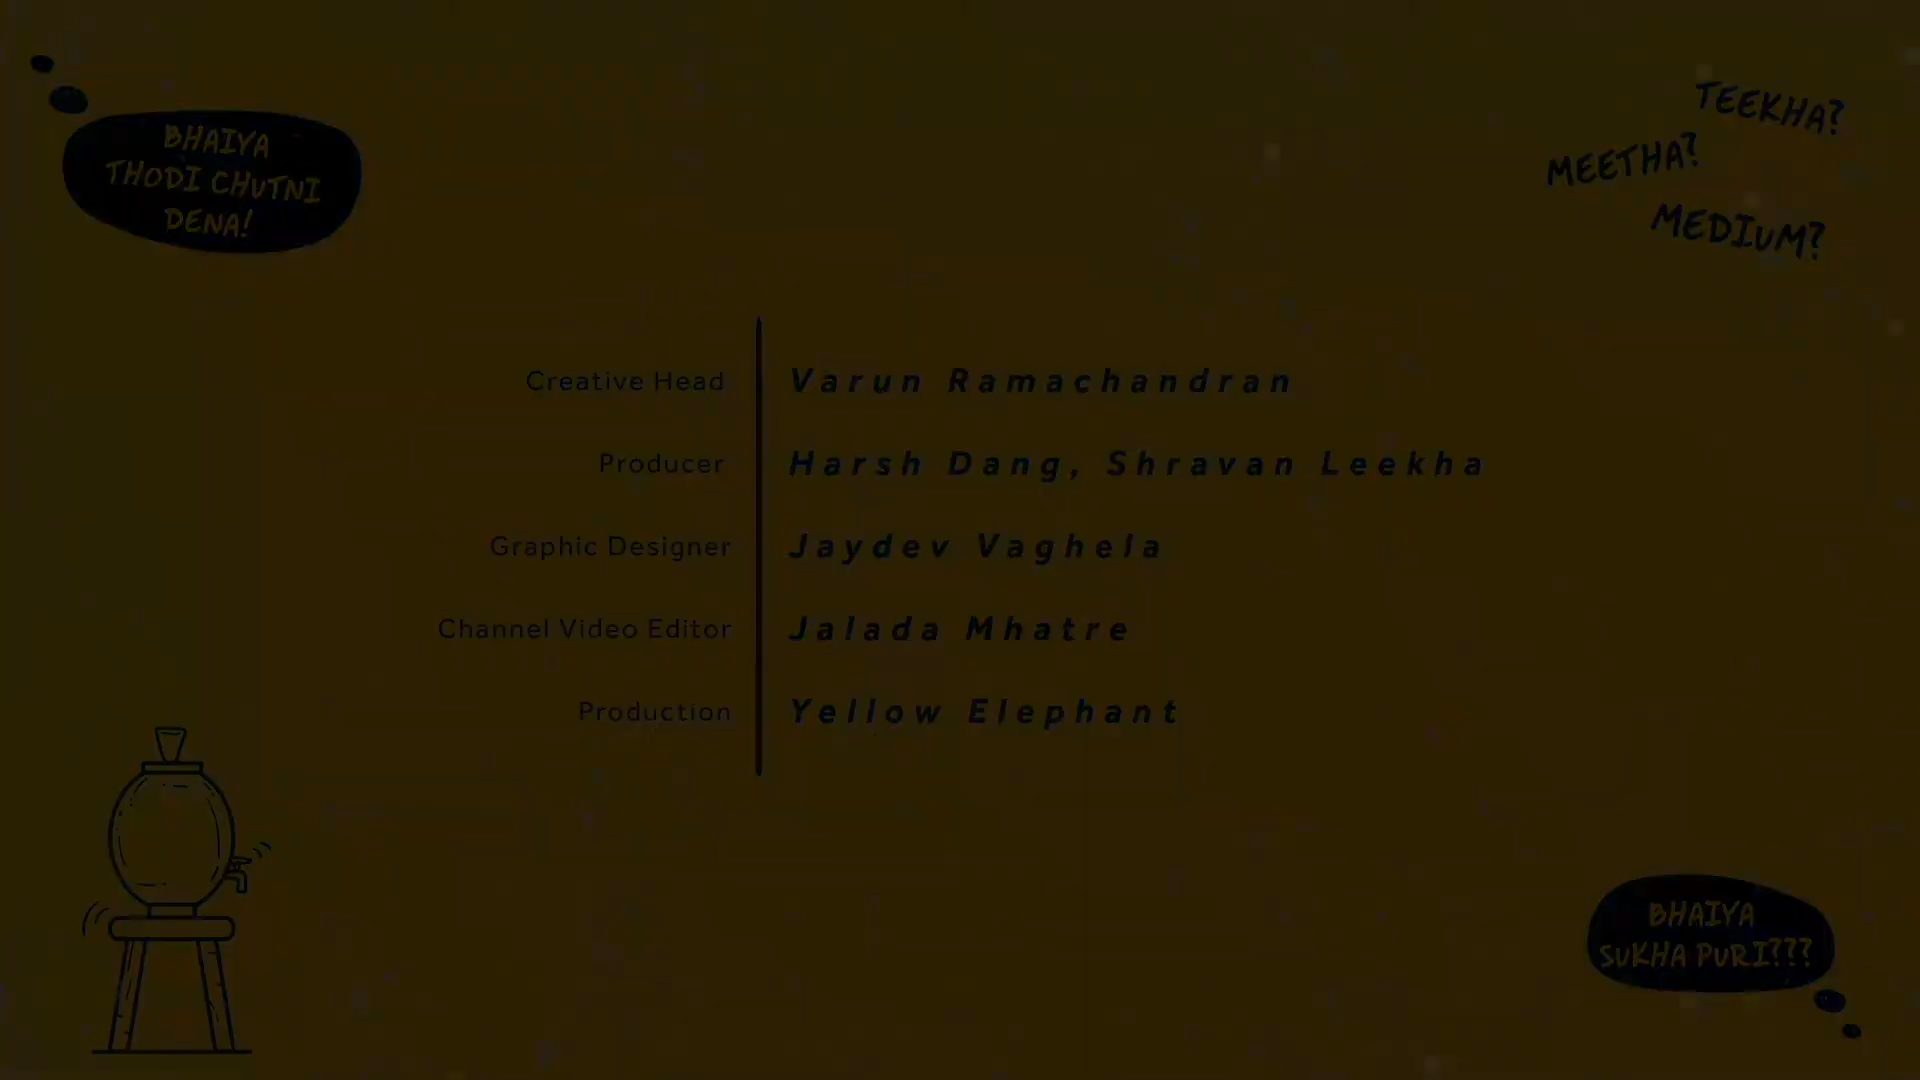 BHAIYA
THODI CHUTNI
DENA!
TEEKHA?
MEETHA?
MEDIUM?
Creative Head Varun Ramachandran
Producer Harsh Dang, Shravan Leekha
Graphic Designer Jaydev Vaghela
Channel Video Editor Jalada Mhatre
Production Yellow Elephant
BHAIYA
SUKHA PURI???